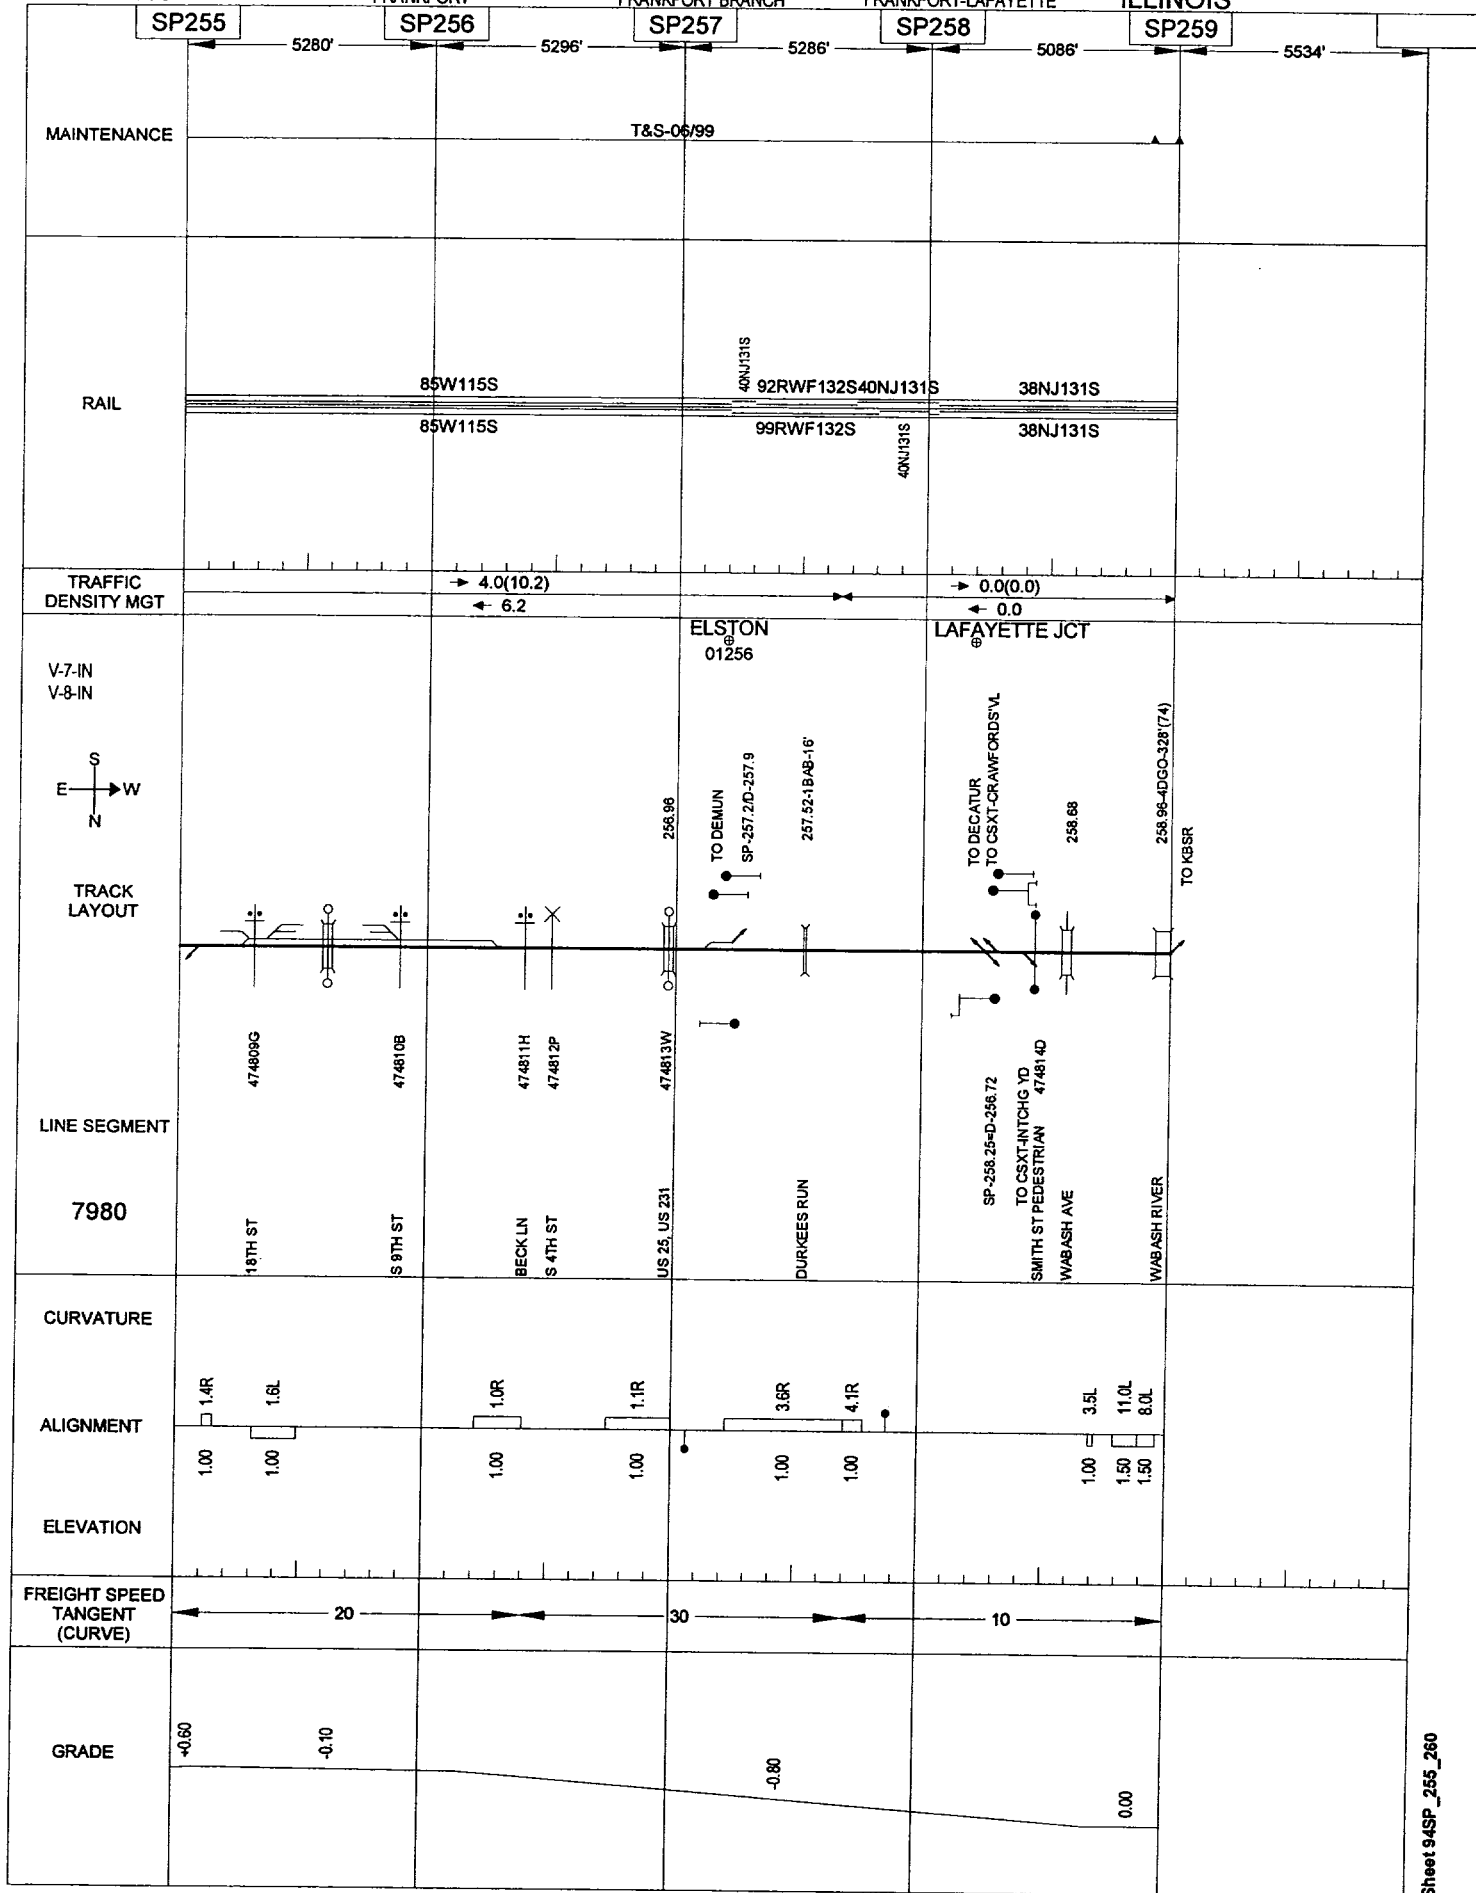 FRANKFORT
FRANKFORT BRANCH
FRANKFORT-LAFAYETTE
ILLINOIS
SP255
SP256
SP257
SP258
SP259
5280'
5296'
5286'
5086'
5534'
MAINTENANCE
T&S-06/99
RAIL
85W115S
40NJ131S
92RWF132S40NJ131S
38NJ131S
85W115S
99RWF132S
40NJ131S
38NJ131S
TRAFFIC
DENSITY MGT
4.0(10.2)
6.2
0.0(0.0)
0.0
ELSTON
01256
LAFAYETTE JCT
V-7-IN
V-8-IN
S
E
W
N
TRACK
LAYOUT
256.96
TO DEMUN
SP-257.2/D-257.9
257.52-1BAB-16'
TO DECATUR
TO CSXT-CRAWFORDS'VL
258.68
258.96-4DGO-328'(74)
TO KBSR
474809G
474810B
474811H
474812P
474813W
SP-258.25=D-256.72
TO CSXT-INTCHG YD
SMITH ST PEDESTRIAN 474814D
LINE SEGMENT
7980
18TH ST
S 9TH ST
BECK LN
S 4TH ST
US 25, US 231
DURKEES RUN
WABASH AVE
WABASH RIVER
CURVATURE
ALIGNMENT
1.4R
1.6L
1.0R
1.1R
3.6R
4.1R
3.5L
11.0L
8.0L
1.00
1.00
1.00
1.00
1.00
1.00
1.00
1.50
1.50
ELEVATION
FREIGHT SPEED
TANGENT
(CURVE)
20
30
10
GRADE
+0.60
-0.10
-0.80
0.00
Sheet 94SP_255_260